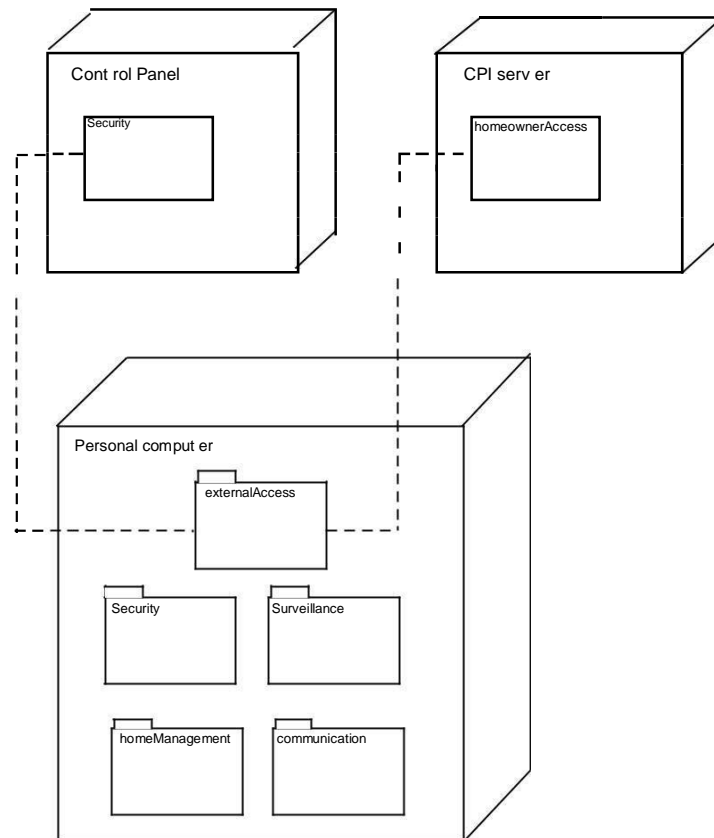 Cont rol Panel
CPI serv er
Security
homeownerAccess
Personal comput er
externalAccess
Security
Surveillance
homeManagement
communication